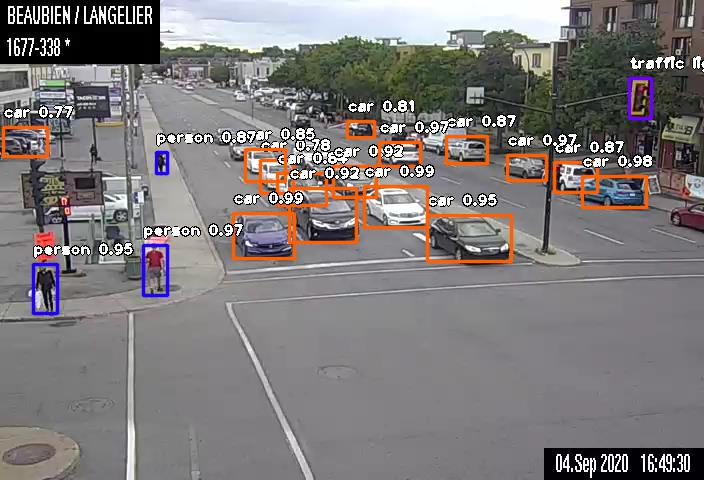 BEAUBIEN / LANGELIER
1677-338 *
traffic lig
car 0.77
car 0.81
person 0.87
car 0.85
car 0.97
car 0.87
car 0.78
car 0.97
car 0.87
car 0.84
car 0.92
car 0.98
car 0.92
car 0.99
car 0.99
car 0.95
person 0.97
person 0.95
04.Sep 2020 16:49:30